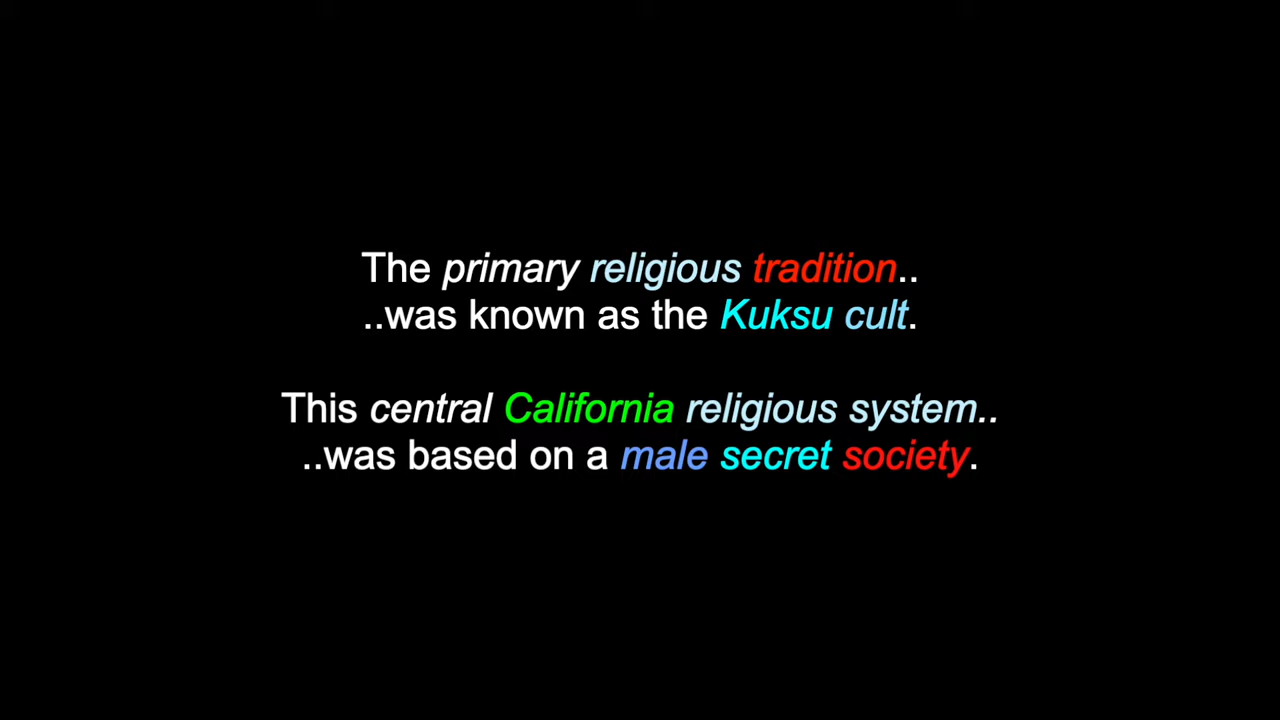 The primary religious tradition..
..was known as the Kuksu cult.
This central California religious system..
..was based on a male secret society.